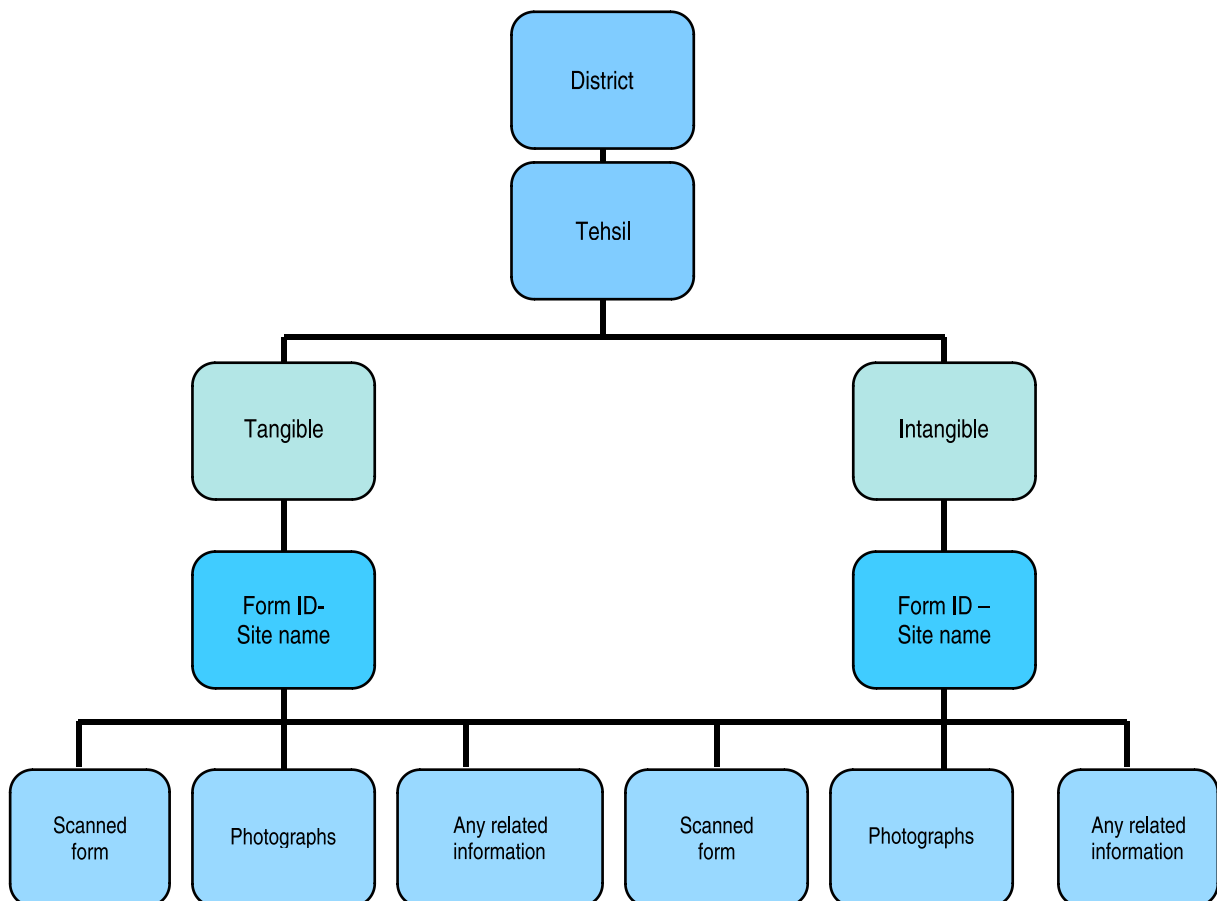 District
Tehsil
Tangible
Intangible
Form ID-
Site name
Form ID –
Site name
Scanned
form
Photographs
Any related
information
Scanned
form
Photographs
Any related
information